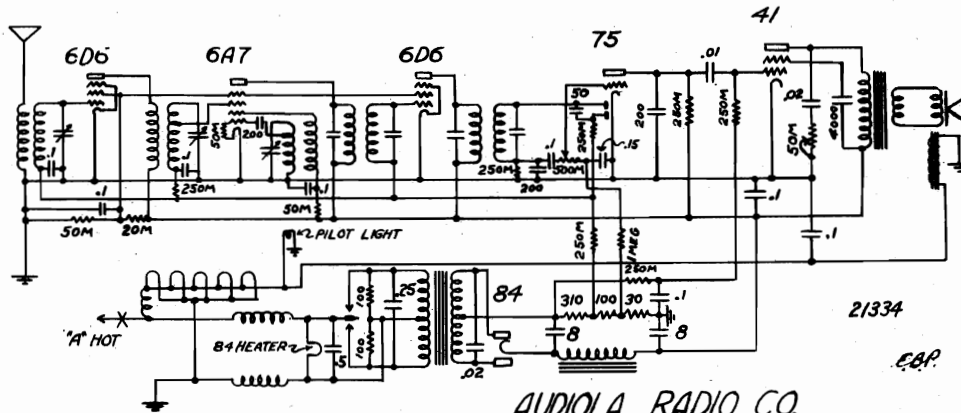 6D6 6A7 6D6 75 41
.01
50
200
250M
250M
.02
4000
50M
50M 200
250M
.1 .15
.1 .1
250M
250M
500M
200
.1
50M
.1
.1
50M 20M
PILOT LIGHT
250M
1 MEG
.1
250M
"A" HOT
84 HEATER
.5
100
100
.25
84
.02
310 100 30
.1
8 8
21334
E.B.P.
AUDIOLA RADIO CO.